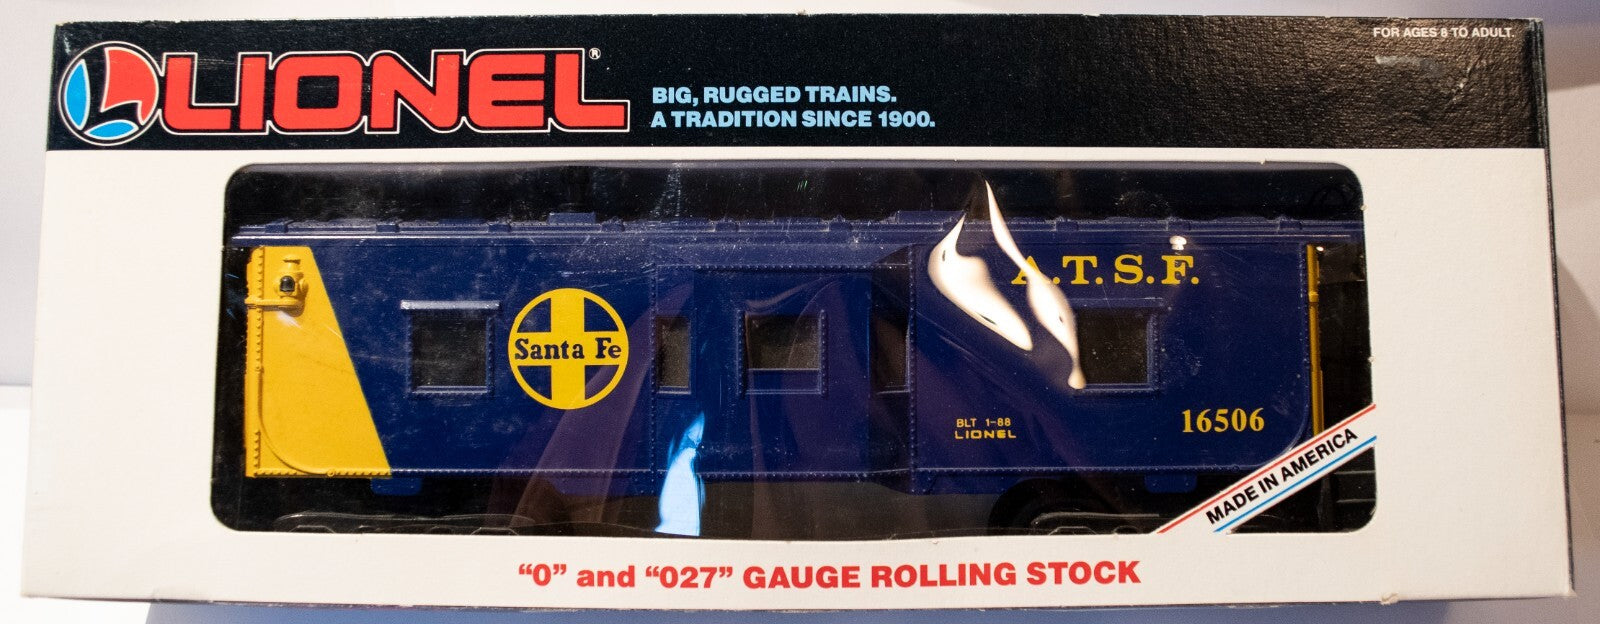 FOR AGES 8 TO ADULT.
LIONEL®
BIG, RUGGED TRAINS.
A TRADITION SINCE 1900.
A.T.S.F.
Santa Fe
BLT 1-88
LIONEL
16506
MADE IN AMERICA
“O” and “027” GAUGE ROLLING STOCK